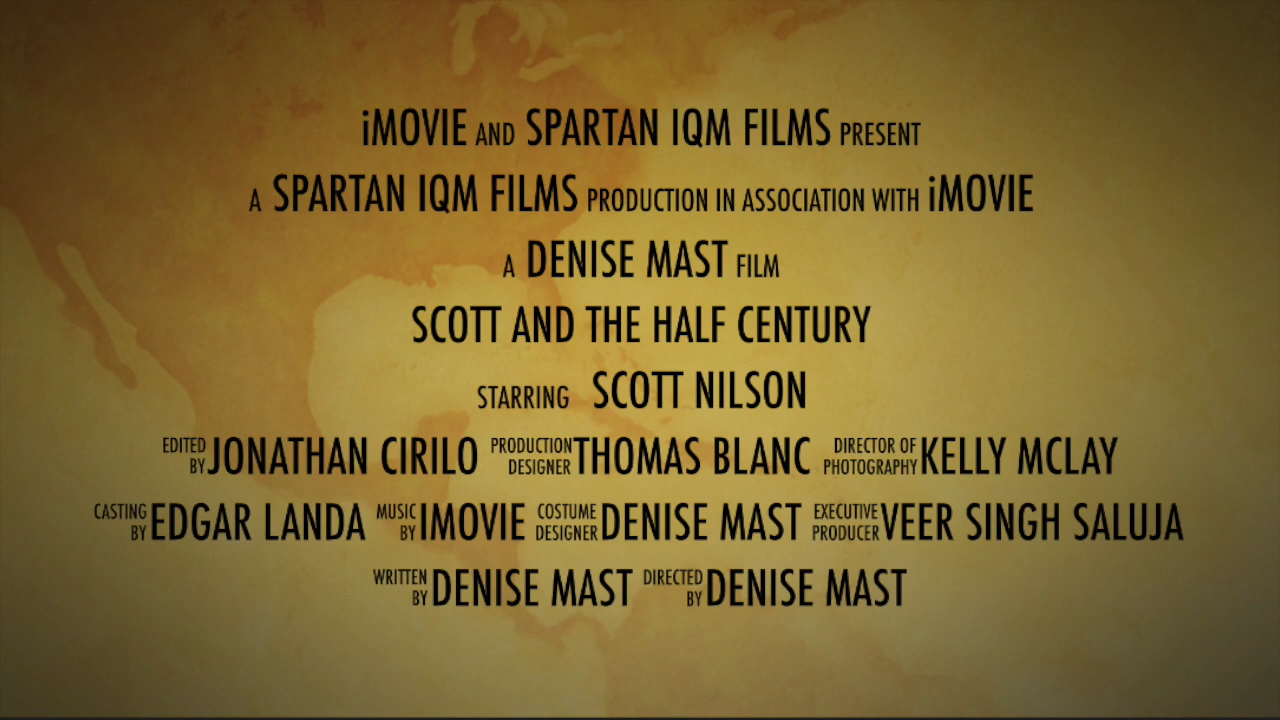 iMOVIE AND SPARTAN IQM FILMS PRESENT
A SPARTAN IQM FILMS PRODUCTION IN ASSOCIATION WITH iMOVIE
A DENISE MAST FILM
SCOTT AND THE HALF CENTURY
STARRING SCOTT NILSON
EDITED BY JONATHAN CIRILO PRODUCTION DESIGNER THOMAS BLANC DIRECTOR OF PHOTOGRAPHY KELLY MCLAY
CASTING BY EDGAR LANDA MUSIC BY IMOVIE COSTUME DESIGNER DENISE MAST EXECUTIVE PRODUCER VEER SINGH SALUJA
WRITTEN BY DENISE MAST DIRECTED BY DENISE MAST